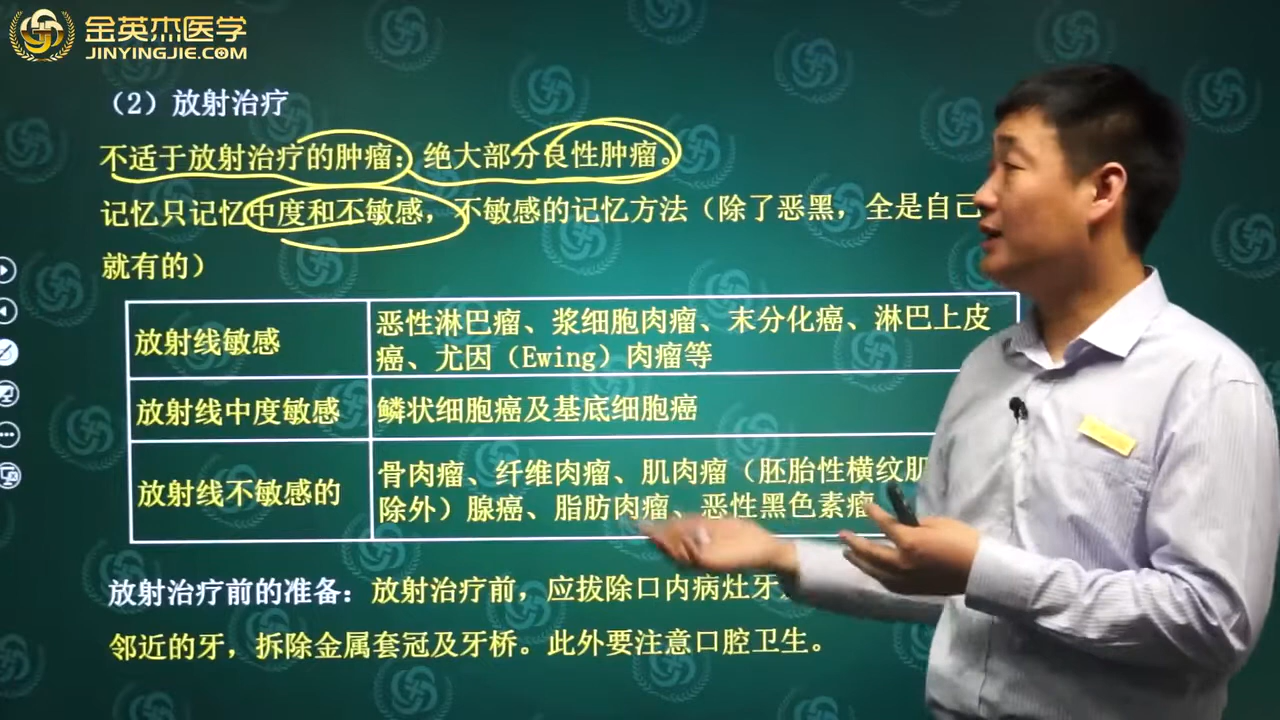 金英杰医学
JINYINGJIE.COM
（2）放射治疗
不适于放射治疗的肿瘤：绝大部分良性肿瘤。
记忆只记忆中度和不敏感，不敏感的记忆方法（除了恶黑，全是自己
就有的）
放射线敏感
恶性淋巴瘤、浆细胞肉瘤、末分化癌、淋巴上皮
癌、尤因（Ewing）肉瘤等
放射线中度敏感
鳞状细胞癌及基底细胞癌
放射线不敏感的
骨肉瘤、纤维肉瘤、肌肉瘤（胚胎性横纹肌
除外）腺癌、脂肪肉瘤、恶性黑色素瘤
放射治疗前的准备：放射治疗前，应拔除口内病灶牙
邻近的牙，拆除金属套冠及牙桥。此外要注意口腔卫生。